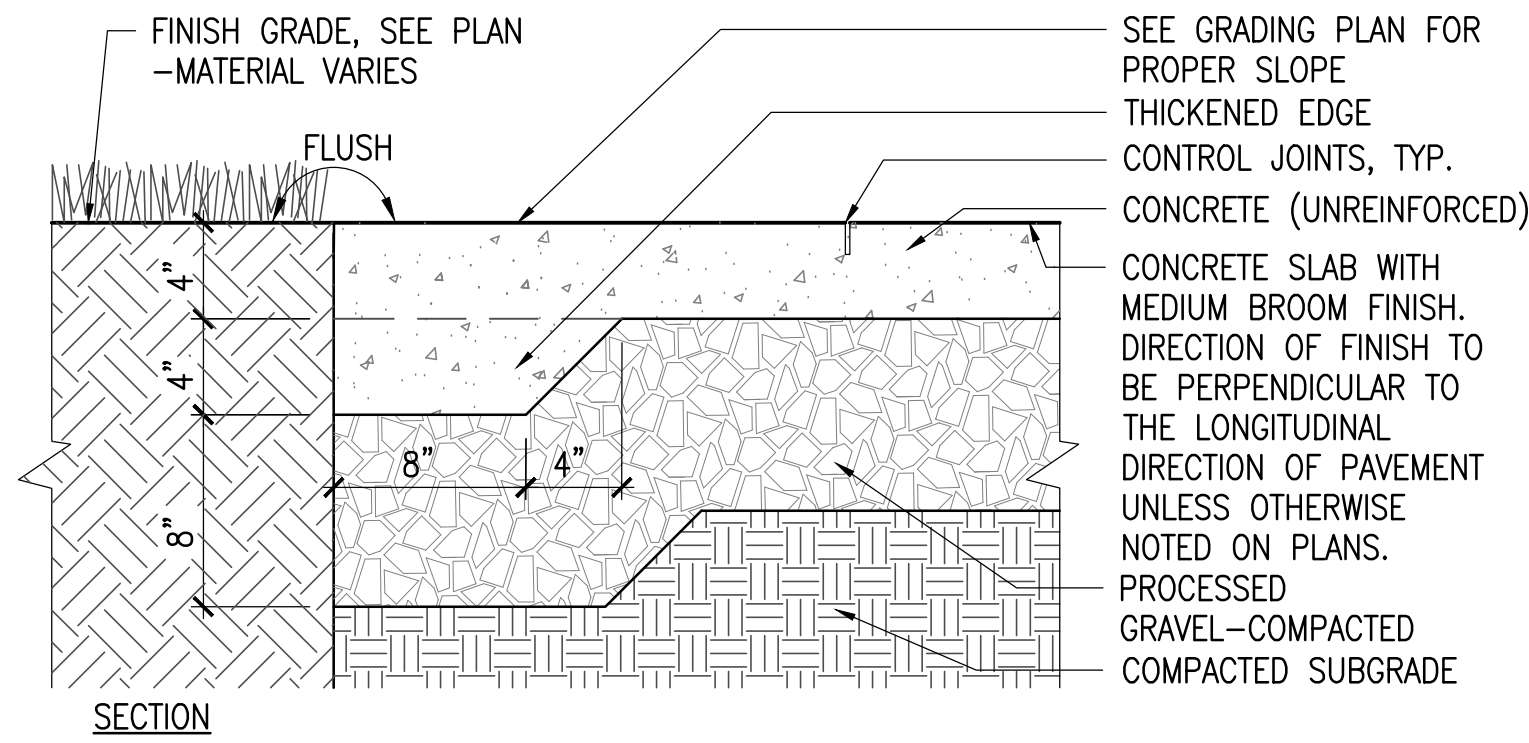 FINISH GRADE, SEE PLAN
-MATERIAL VARIES
FLUSH
4"
4"
8"
8"
4"
SEE GRADING PLAN FOR
PROPER SLOPE
THICKENED EDGE
CONTROL JOINTS, TYP.
CONCRETE (UNREINFORCED)
CONCRETE SLAB WITH
MEDIUM BROOM FINISH.
DIRECTION OF FINISH TO
BE PERPENDICULAR TO
THE LONGITUDINAL
DIRECTION OF PAVEMENT
UNLESS OTHERWISE
NOTED ON PLANS.
PROCESSED
GRAVEL-COMPACTED
COMPACTED SUBGRADE
SECTION